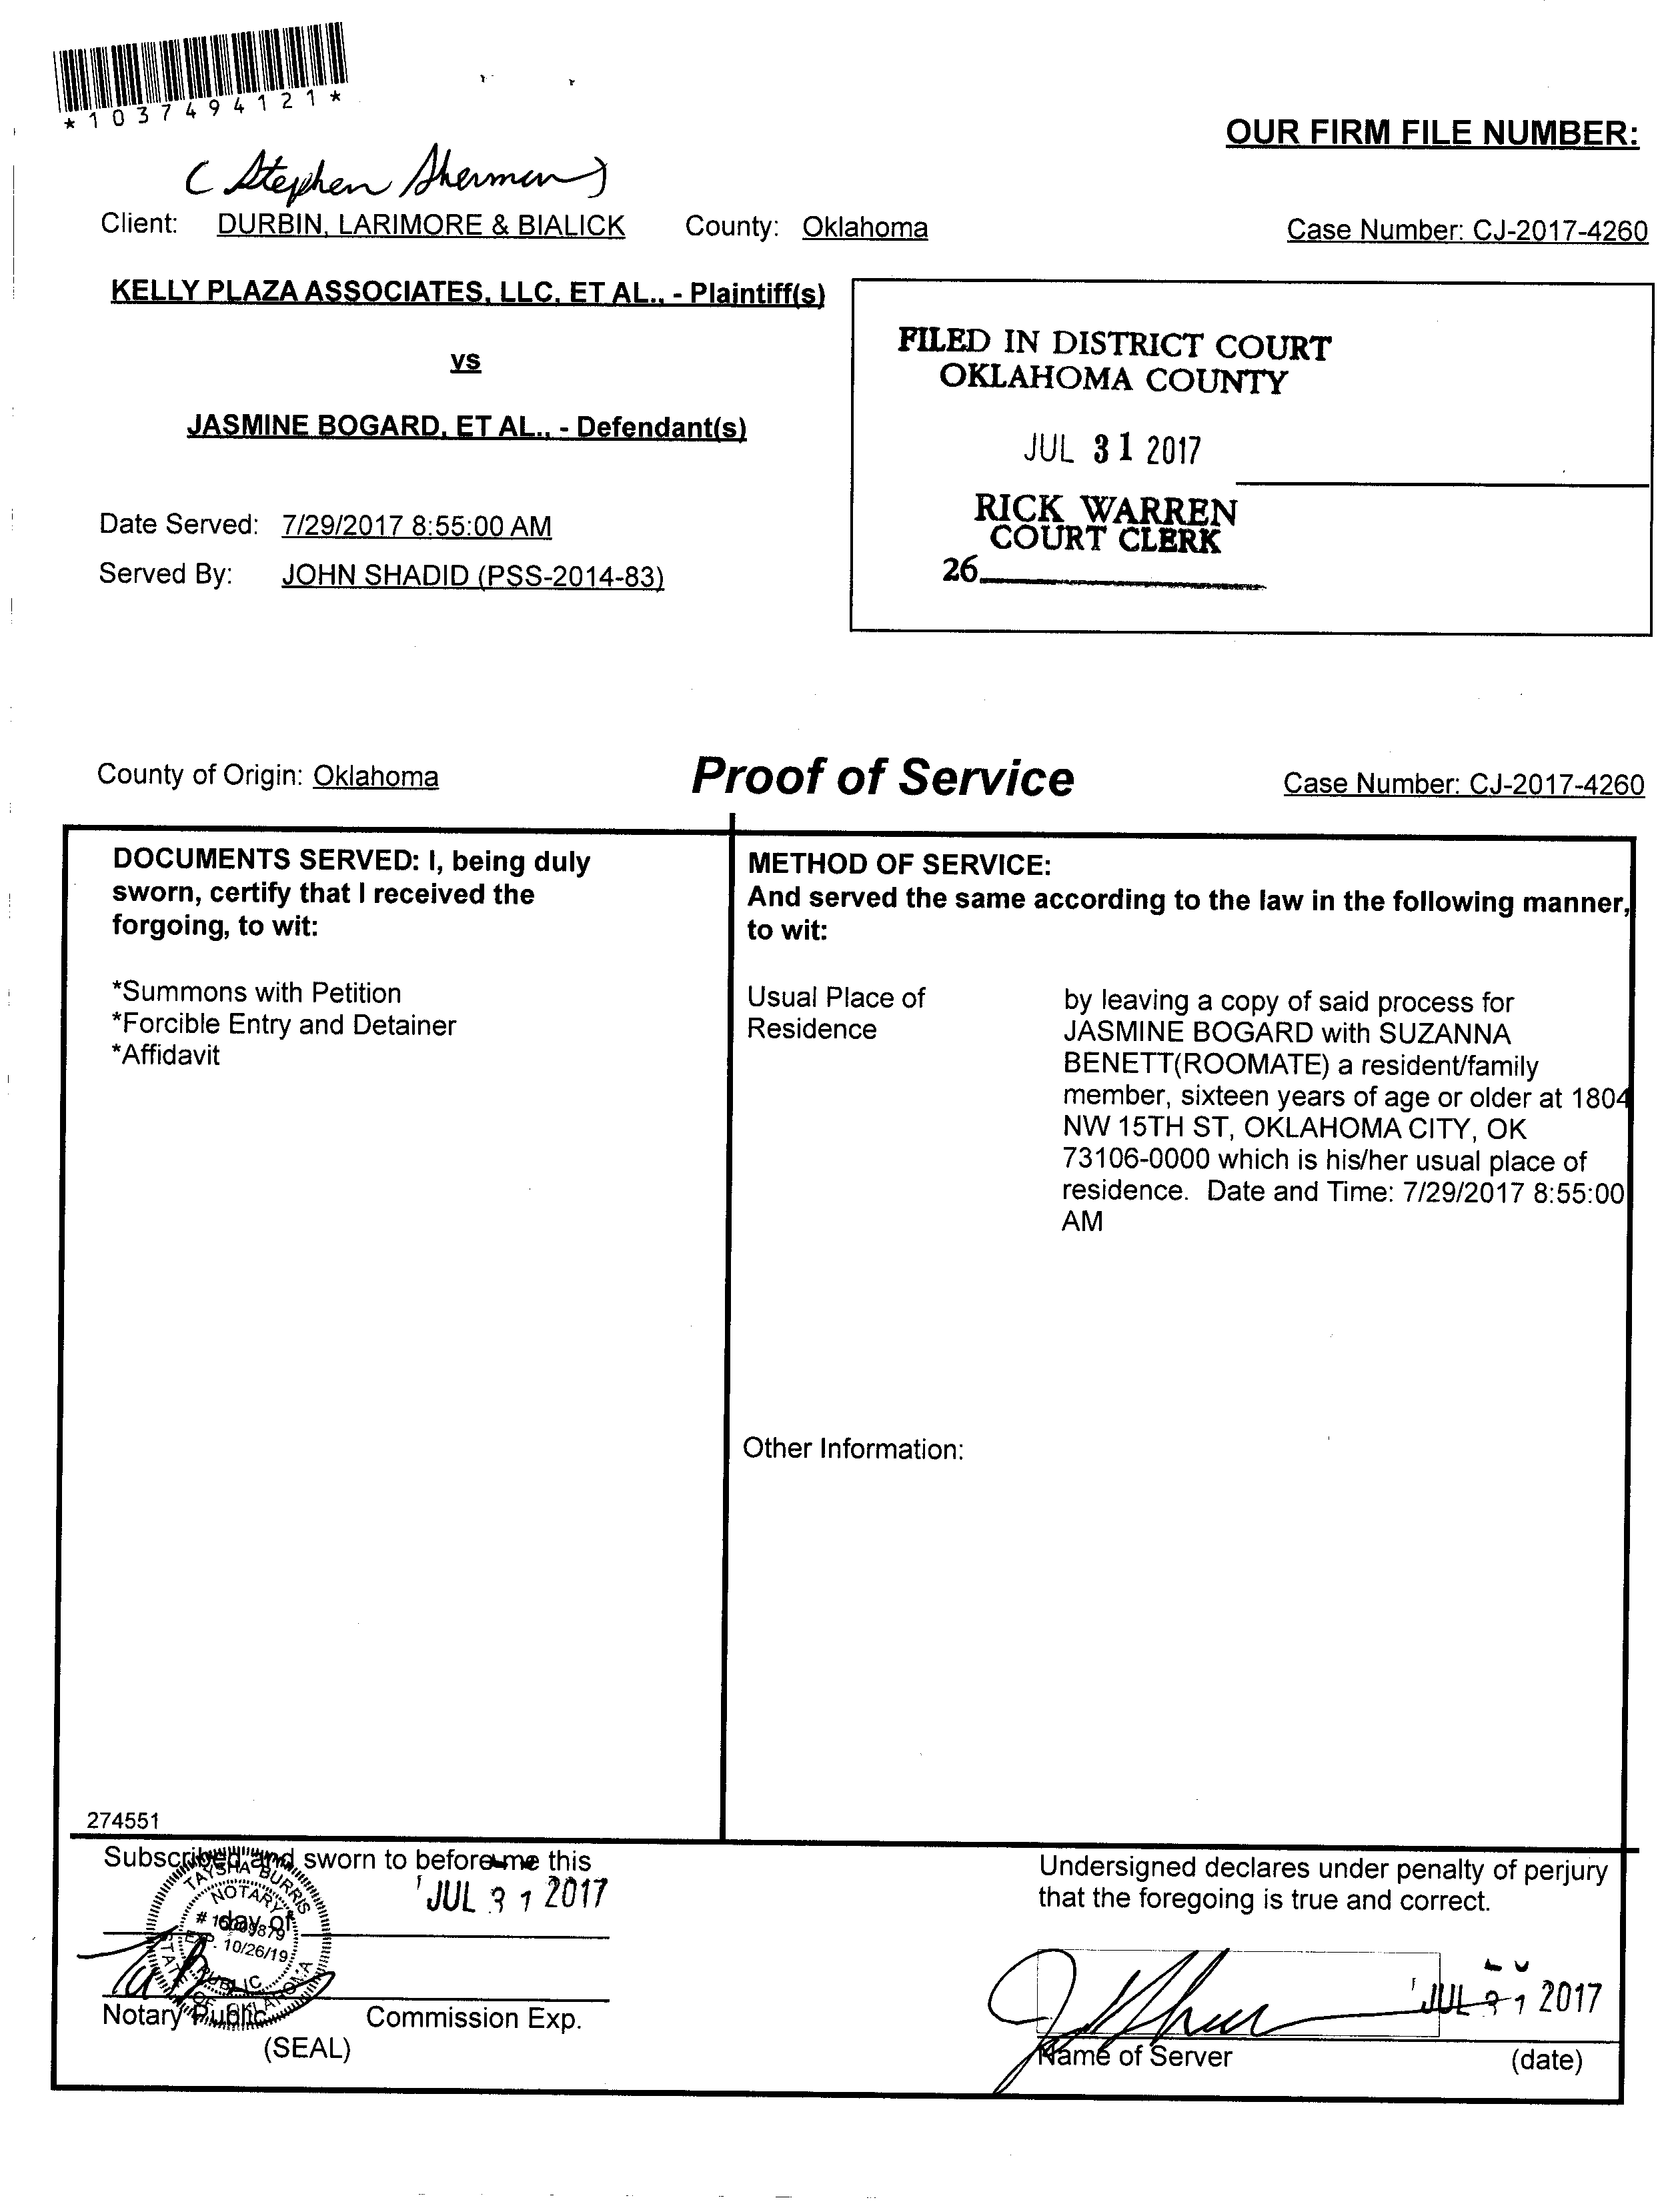 *1037494121*
OUR FIRM FILE NUMBER:
(Stephen Sherman)
Client: DURBIN, LARIMORE & BIALICK County: Oklahoma
Case Number: CJ-2017-4260
KELLY PLAZA ASSOCIATES, LLC, ET AL., - Plaintiff(s)
vs
JASMINE BOGARD, ET AL., - Defendant(s)
FILED IN DISTRICT COURT
OKLAHOMA COUNTY
JUL 31 2017
RICK WARREN
COURT CLERK
26
Date Served: 7/29/2017 8:55:00 AM
Served By: JOHN SHADID (PSS-2014-83)
County of Origin: Oklahoma
Proof of Service
Case Number: CJ-2017-4260
DOCUMENTS SERVED: I, being duly
sworn, certify that I received the
forgoing, to wit:
*Summons with Petition
*Forcible Entry and Detainer
*Affidavit
METHOD OF SERVICE:
And served the same according to the law in the following manner,
to wit:
Usual Place of
Residence
by leaving a copy of said process for
JASMINE BOGARD with SUZANNA
BENETT(ROOMATE) a resident/family
member, sixteen years of age or older at 1804
NW 15TH ST, OKLAHOMA CITY, OK
73106-0000 which is his/her usual place of
residence. Date and Time: 7/29/2017 8:55:00
AM
Other Information:
274551
Subscribed and sworn to before me this
JUL 31 2017
day of
TAYSHA BURRIS
NOTARY
EXP. 10/26/19
PUBLIC
STATE OF OKLAHOMA
Notary Public Commission Exp.
(SEAL)
Undersigned declares under penalty of perjury
that the foregoing is true and correct.
JUL 31 2017
Name of Server (date)